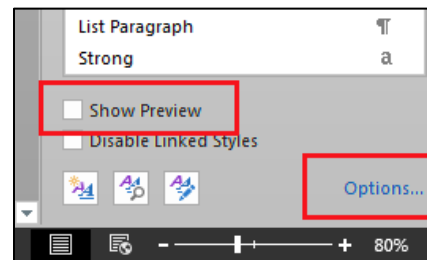 List Paragraph ¶
Strong a
Show Preview
Disable Linked Styles
Options...
80%